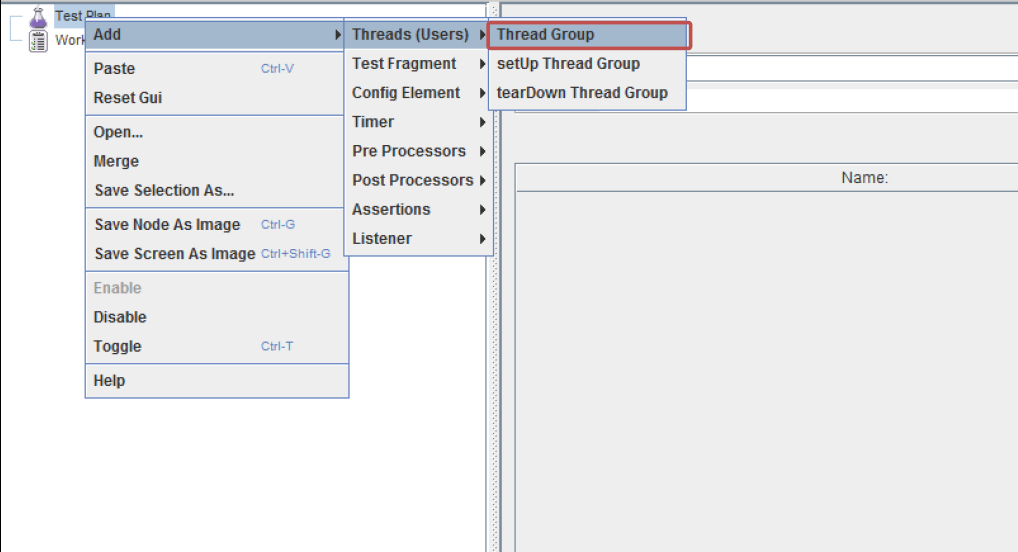 Test Plan
Work
Add
Paste Ctrl-V
Reset Gui
Open...
Merge
Save Selection As...
Save Node As Image Ctrl-G
Save Screen As Image Ctrl+Shift-G
Enable
Disable
Toggle Ctrl-T
Help
Threads (Users)
Test Fragment
Config Element
Timer
Pre Processors
Post Processors
Assertions
Listener
Thread Group
setUp Thread Group
tearDown Thread Group
Name: